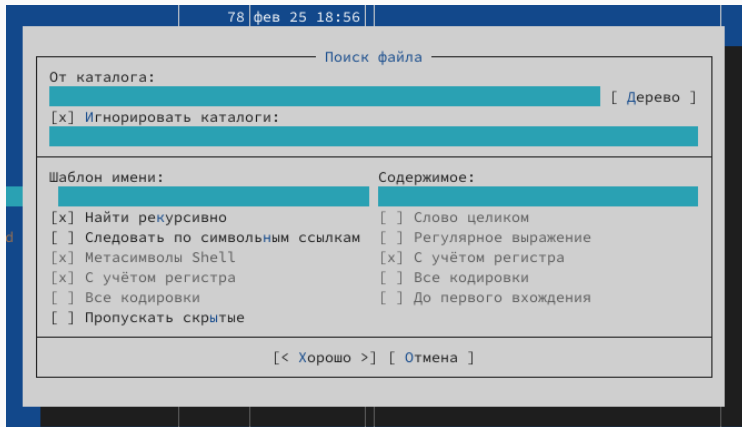 78 фев 25 18:56
Поиск файла
От каталога:
[ Дерево ]
[x] Игнорировать каталоги:
Шаблон имени:
Содержимое:
[x] Найти рекурсивно
[ ] Слово целиком
[ ] Следовать по символьным ссылкам
[ ] Регулярное выражение
[x] Метасимволы Shell
[x] С учётом регистра
[x] С учётом регистра
[ ] Все кодировки
[ ] Все кодировки
[ ] До первого вхождения
[ ] Пропускать скрытые
[< Хорошо >] [ Отмена ]
d